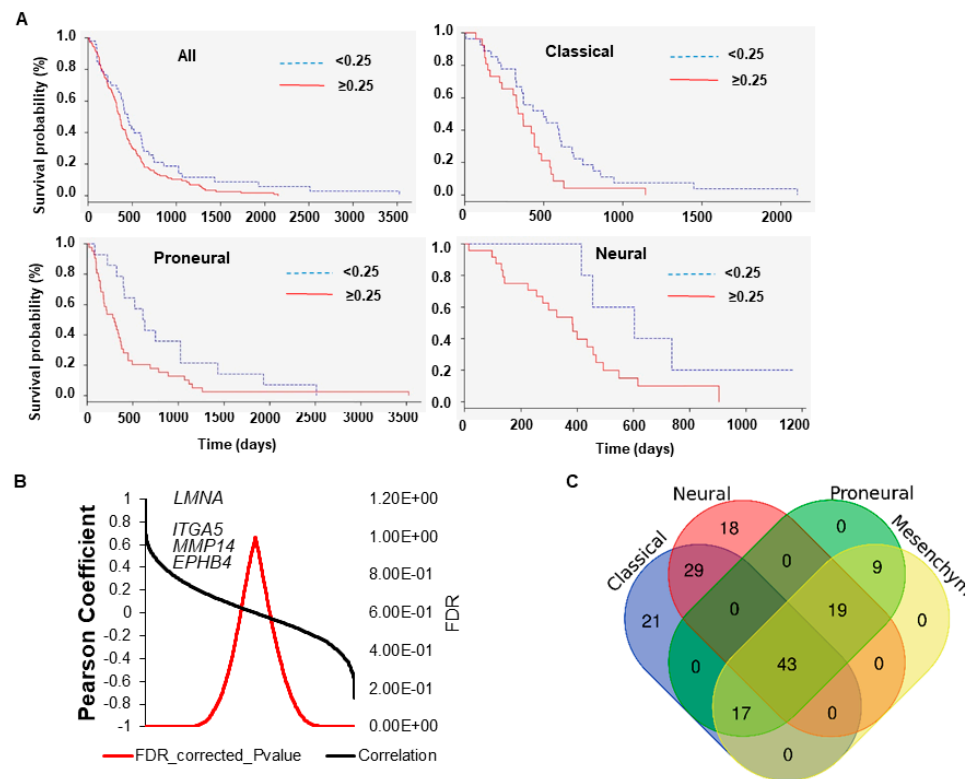 A
All
<0.25
≥0.25
Survival probability (%)
1.0
0.8
0.6
0.4
0.2
0.0
0 500 1000 1500 2000 2500 3000 3500
Classical
<0.25
≥0.25
1.0
0.8
0.6
0.4
0.2
0.0
0 500 1000 1500 2000
Proneural
<0.25
≥0.25
Survival probability (%)
1.0
0.8
0.6
0.4
0.2
0.0
0 500 1000 1500 2000 2500 3000 3500
Time (days)
Neural
<0.25
≥0.25
1.0
0.8
0.6
0.4
0.2
0.0
0 200 400 600 800 1000 1200
Time (days)
B
Pearson Coefficient
1
0.8
0.6
0.4
0.2
0
-0.2
-0.4
-0.6
-0.8
-1
LMNA
ITGA5
MMP14
EPHB4
1.20E+00
1.00E+00
8.00E-01
6.00E-01
4.00E-01
2.00E-01
0.00E+00
FDR
FDR_corrected_Pvalue Correlation
C
Neural Proneural
Classical Mesenchym
18 0
29 0 9
21 0 19 0
0 43 0
17 0
0